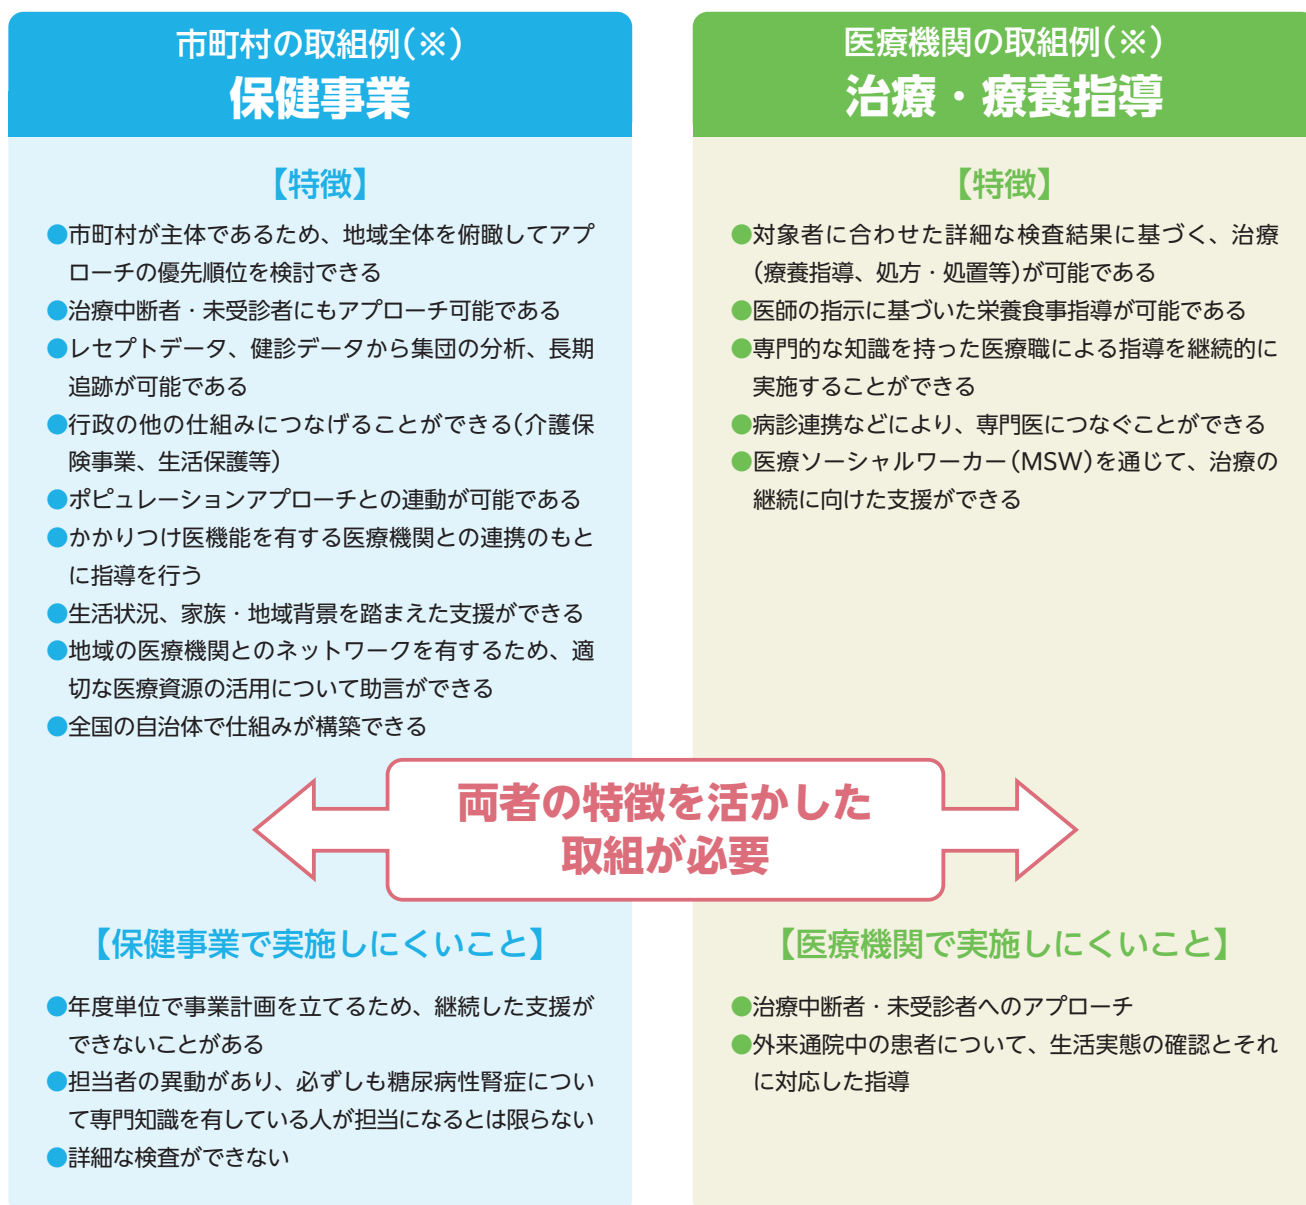 市町村の取組例(※)
保健事業
【特徴】
●市町村が主体であるため、地域全体を俯瞰してアプ
ローチの優先順位を検討できる
●治療中断者・未受診者にもアプローチ可能である
●レセプトデータ、健診データから集団の分析、長期
追跡が可能である
●行政の他の仕組みにつなげることができる(介護保
険事業、生活保護等)
●ポピュレーションアプローチとの連動が可能である
●かかりつけ医機能を有する医療機関との連携のもと
に指導を行う
●生活状況、家族・地域背景を踏まえた支援ができる
●地域の医療機関とのネットワークを有するため、適
切な医療資源の活用について助言ができる
●全国の自治体で仕組みが構築できる
医療機関の取組例(※)
治療・療養指導
【特徴】
●対象者に合わせた詳細な検査結果に基づく、治療
(療養指導、処方・処置等)が可能である
●医師の指示に基づいた栄養食事指導が可能である
●専門的な知識を持った医療職による指導を継続的に
実施することができる
●病診連携などにより、専門医につなぐことができる
●医療ソーシャルワーカー(MSW)を通じて、治療の
継続に向けた支援ができる
両者の特徴を活かした
取組が必要
【保健事業で実施しにくいこと】
●年度単位で事業計画を立てるため、継続した支援が
できないことがある
●担当者の異動があり、必ずしも糖尿病性腎症につい
て専門知識を有している人が担当になるとは限らない
●詳細な検査ができない
【医療機関で実施しにくいこと】
●治療中断者・未受診者へのアプローチ
●外来通院中の患者について、生活実態の確認とそれ
に対応した指導